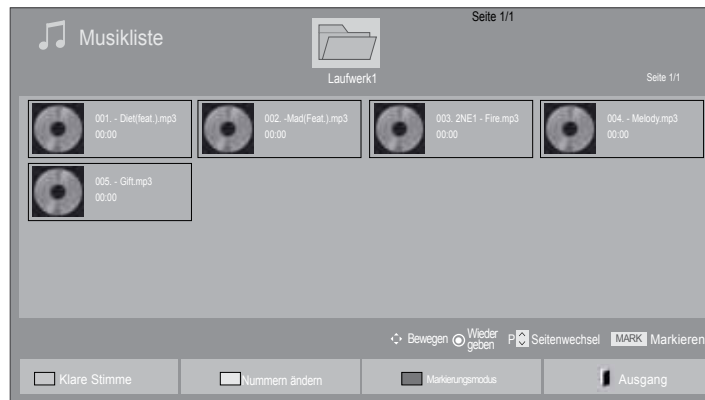 Seite 1/1
Musikliste
Laufwerk1
Seite 1/1
001. - Diet(feat.).mp3
00:00
002. -Mad(Feat.).mp3
00:00
003. 2NE1 - Fire.mp3
00:00
004. - Melody.mp3
00:00
005. - Gift.mp3
00:00
Bewegen Wieder geben P Seitenwechsel MARK Markieren
Klare Stimme Nummern ändern Markierungsmodus Ausgang